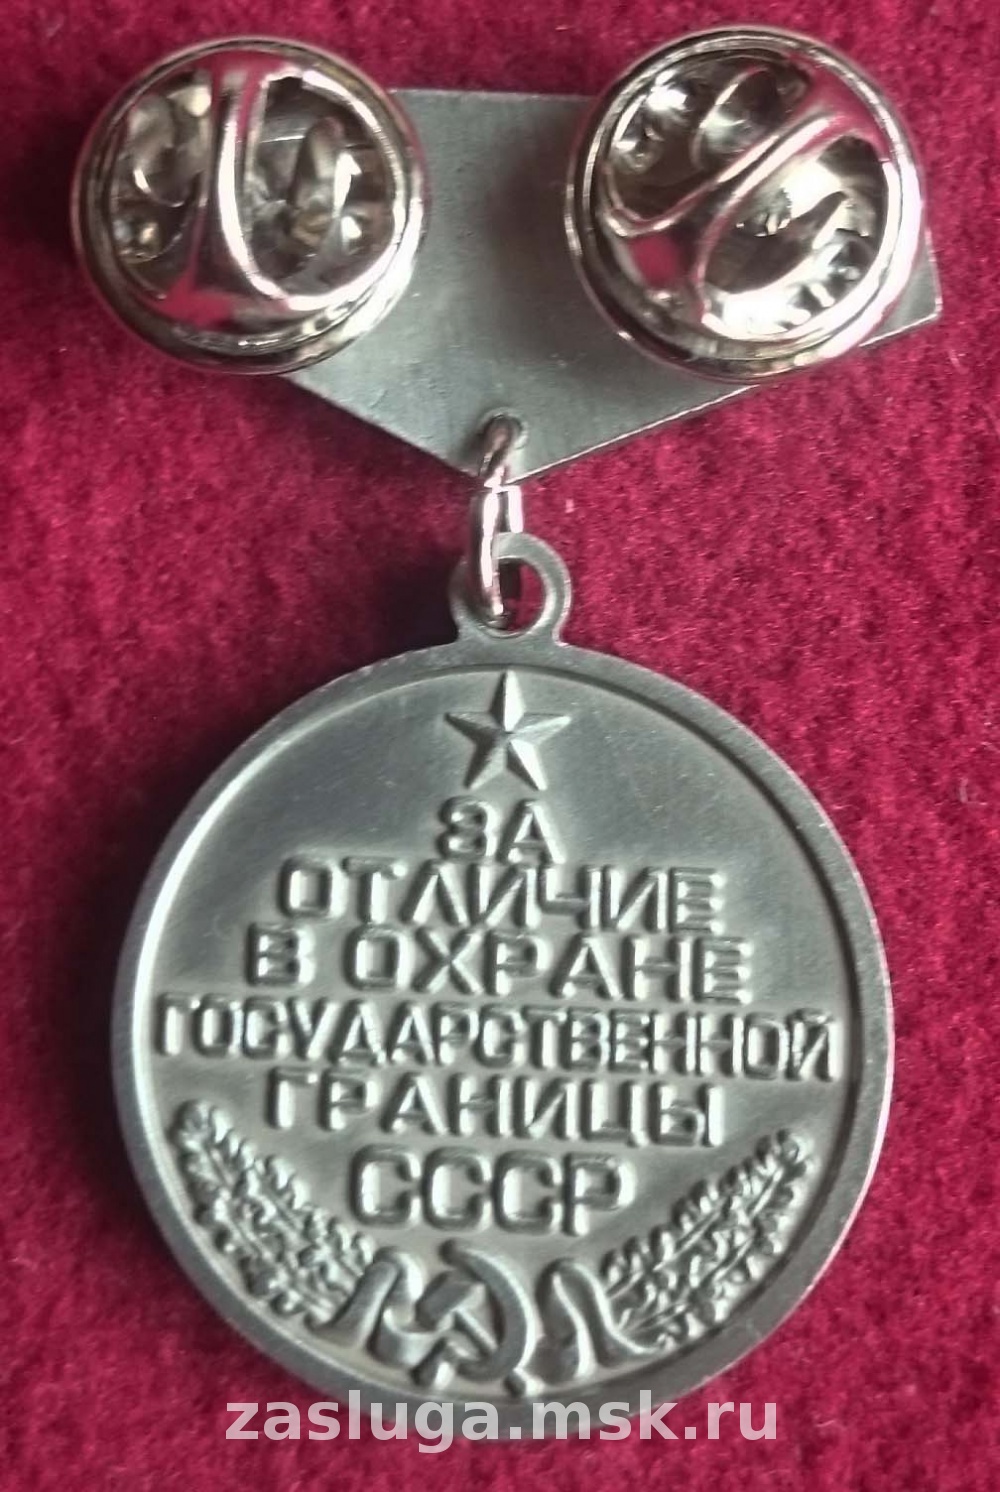 ЗА
ОТЛИЧИЕ
В ОХРАНЕ
ГОСУДАРСТВЕННОЙ
ГРАНИЦЫ
СССР
zasluga.msk.ru